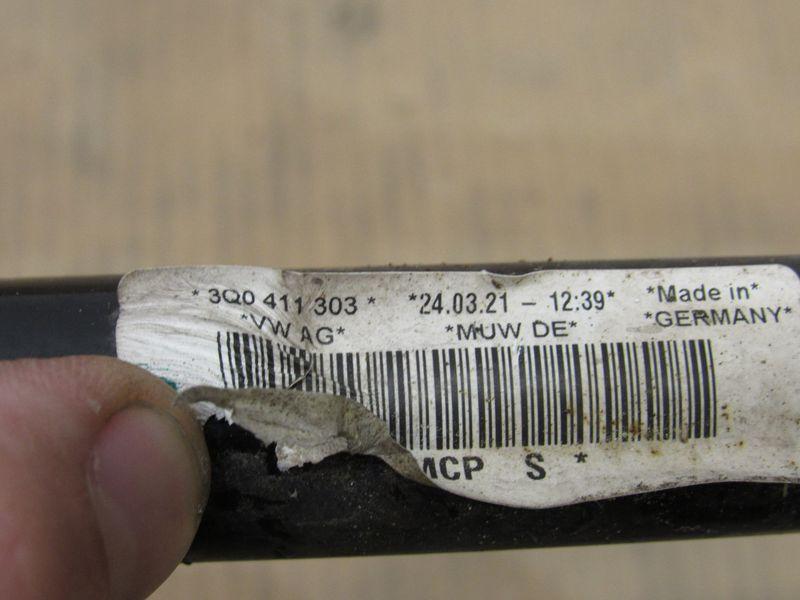 * 3Q0 411 303 * *24.03.21 – 12:39* *Made in*
*VW AG* *MUW DE* *GERMANY*
MCP S *